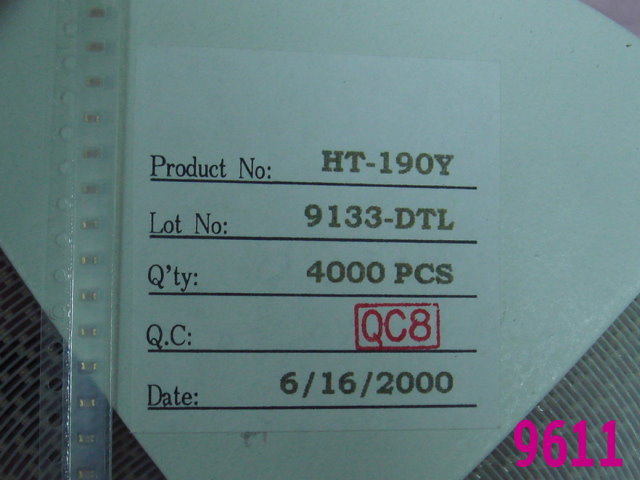 Product No: HT-190Y
Lot No: 9133-DTL
Q'ty: 4000 PCS
Q.C: QC8
Date: 6/16/2000
9611